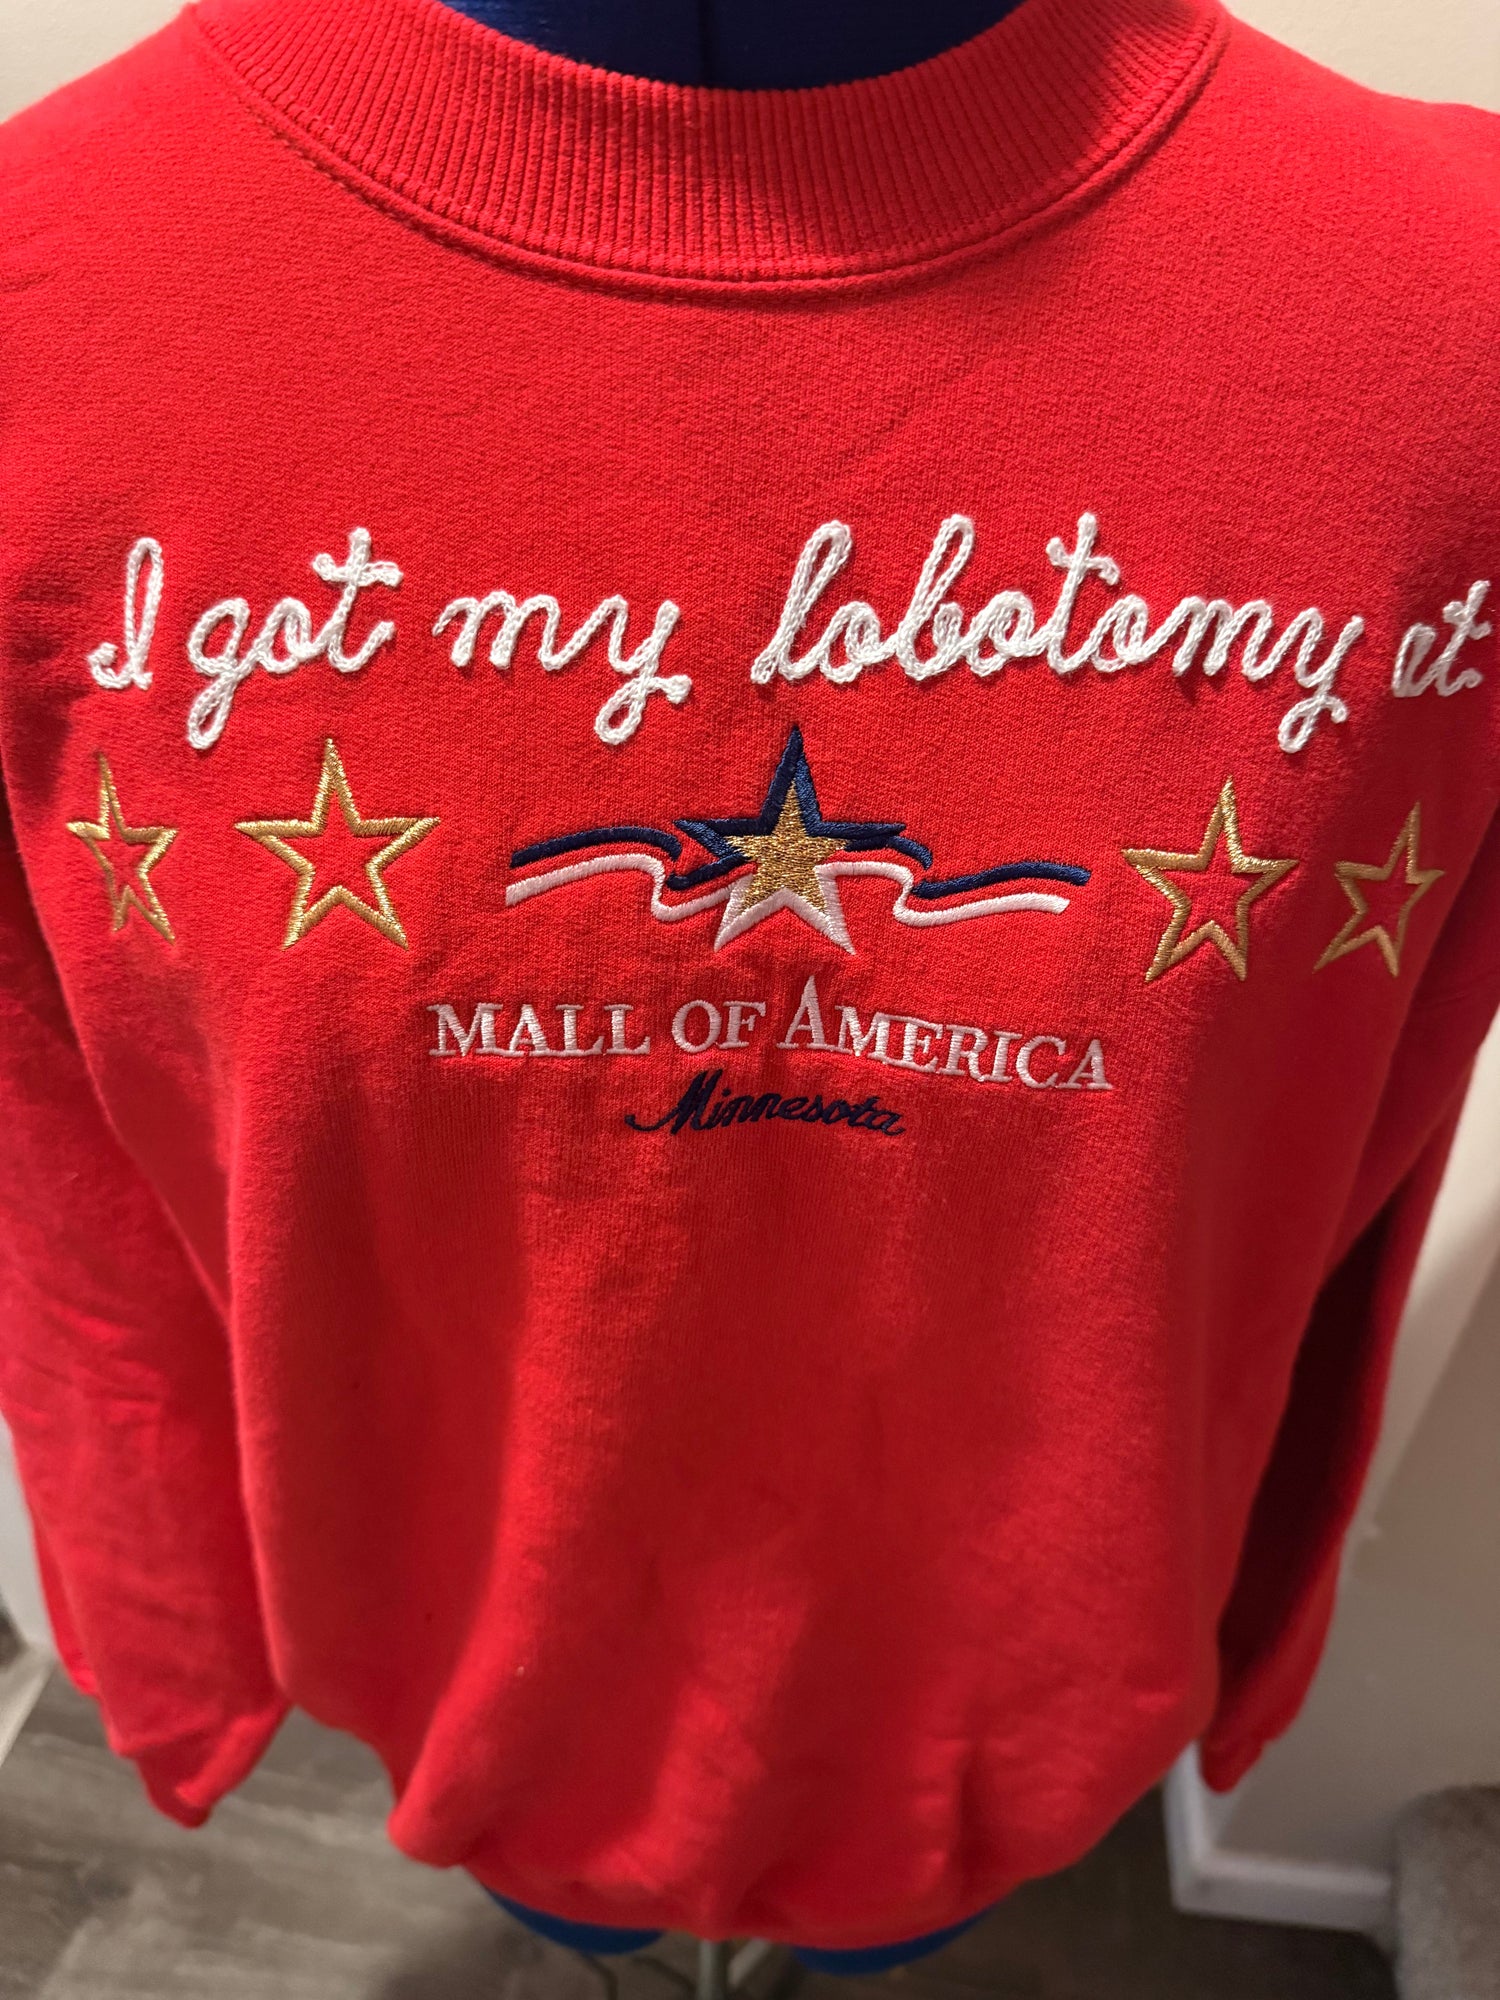 I got my lobotomy at
MALL OF AMERICA
Minnesota